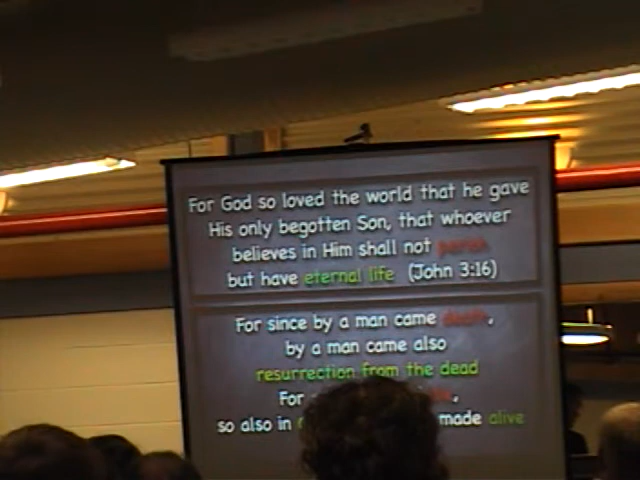 For God so loved the world that he gave
His only begotten Son, that whoever
believes in Him shall not perish
but have eternal life (John 3:16)
For since by a man came death,
by a man came also
resurrection from the dead
For
so also in made alive